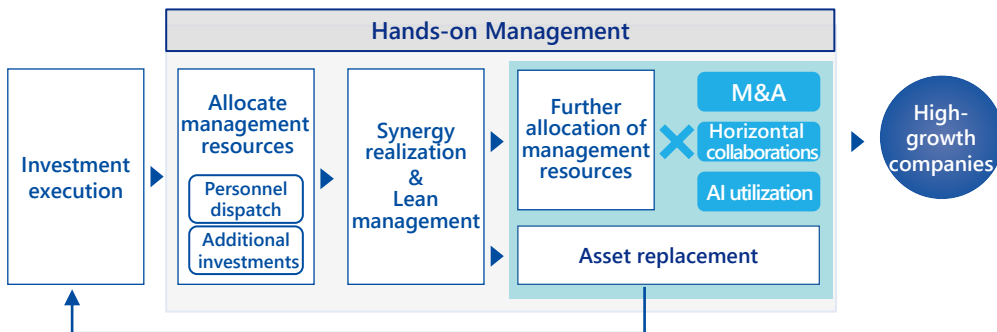 Hands-on Management
Investment
execution
Allocate
management
resources
Personnel
dispatch
Additional
investments
Synergy
realization
&
Lean
management
Further
allocation of
management
resources
M&A
Horizontal
collaborations
AI utilization
Asset replacement
High-
growth
companies